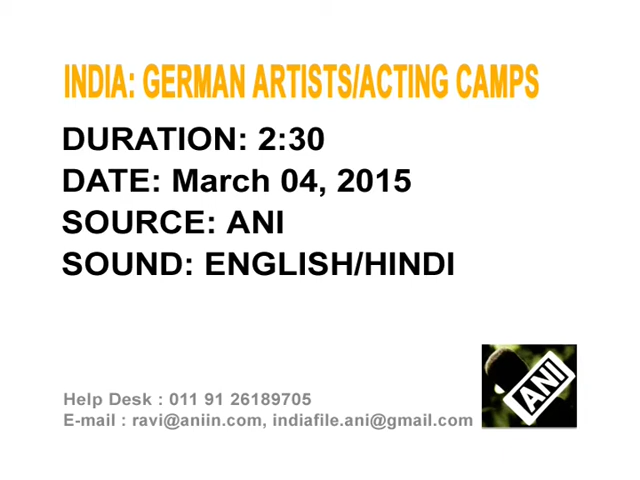 INDIA: GERMAN ARTISTS/ACTING CAMPS
DURATION: 2:30
DATE: March 04, 2015
SOURCE: ANI
SOUND: ENGLISH/HINDI
Help Desk : 011 91 26189705
E-mail : ravi@aniin.com, indiafile.ani@gmail.com
ANI